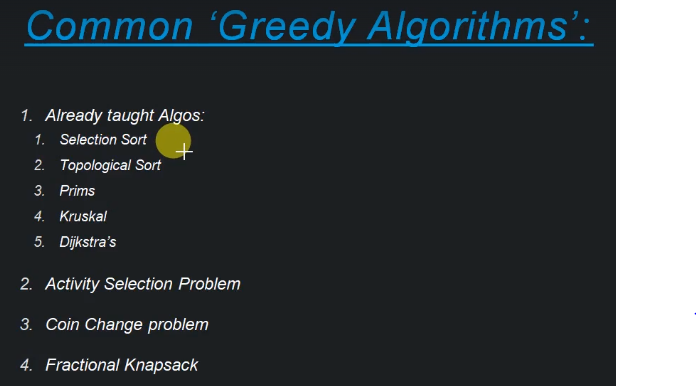 Common ‘Greedy Algorithms’:
1. Already taught Algos:
1. Selection Sort
2. Topological Sort
3. Prims
4. Kruskal
5. Dijkstra’s
2. Activity Selection Problem
3. Coin Change problem
4. Fractional Knapsack